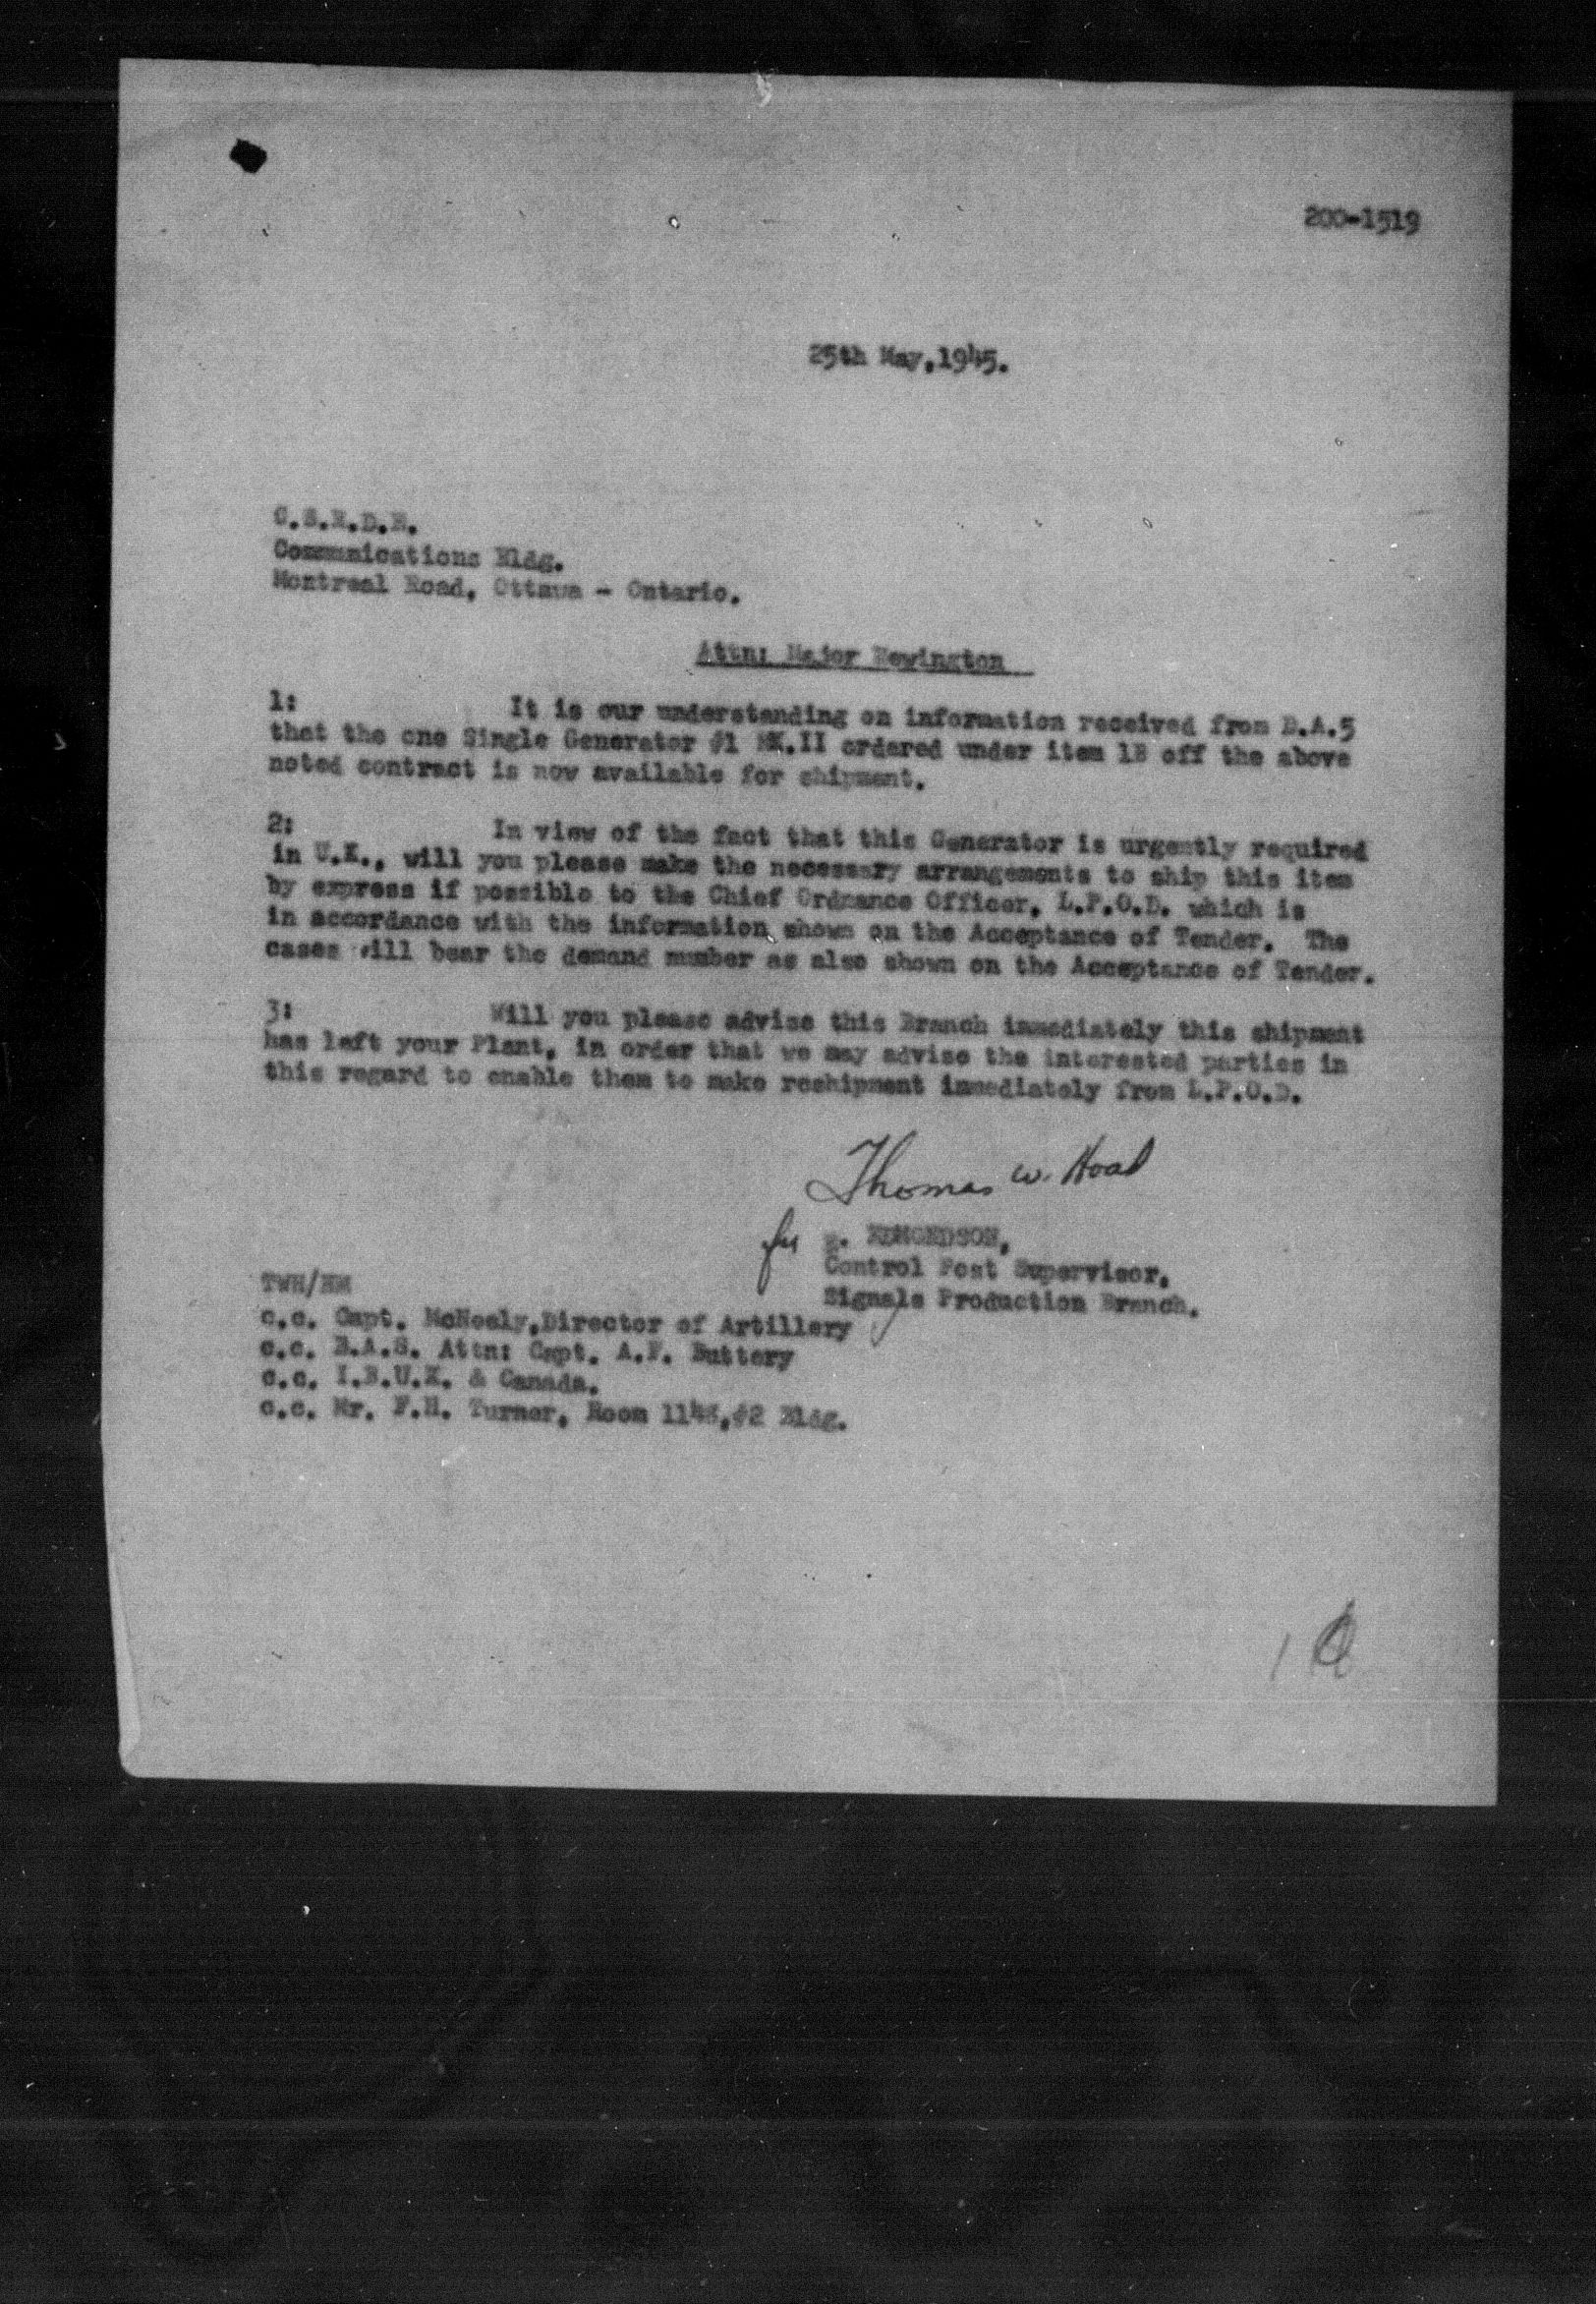 200-1519
25th May,1945.
C.S.R.D.E.
Communications Bldg.
Montreal Road, Ottawa - Ontario.
Attn: Major Newington
1: It is our understanding on information received from D.A.5
that the one Single Generator #1 MK.II ordered under item 1B off the above
noted contract is now available for shipment.
2: In view of the fact that this Generator is urgently required
in U.K., will you please make the necessary arrangements to ship this item
by express if possible to the Chief Ordnance Officer, L.P.O.D. which is
in accordance with the information shown on the Acceptance of Tender. The
cases will bear the demand number as also shown on the Acceptance of Tender.
3: Will you please advise this Branch immediately this shipment
has left your Plant, in order that we may advise the interested parties in
this regard to enable them to make reshipment immediately from L.P.O.D.
Thomas W. Hoad
for EDMONDSON,
Control Post Supervisor,
Signals Production Branch.
TWH/HM
c.c. Capt. McNeely,Director of Artillery
c.c. Attn: Capt. A.F. Buttery
c.c. I.B.U.K. & Canada.
c.c. Mr. F.H. Turner, Room #2 Bldg.